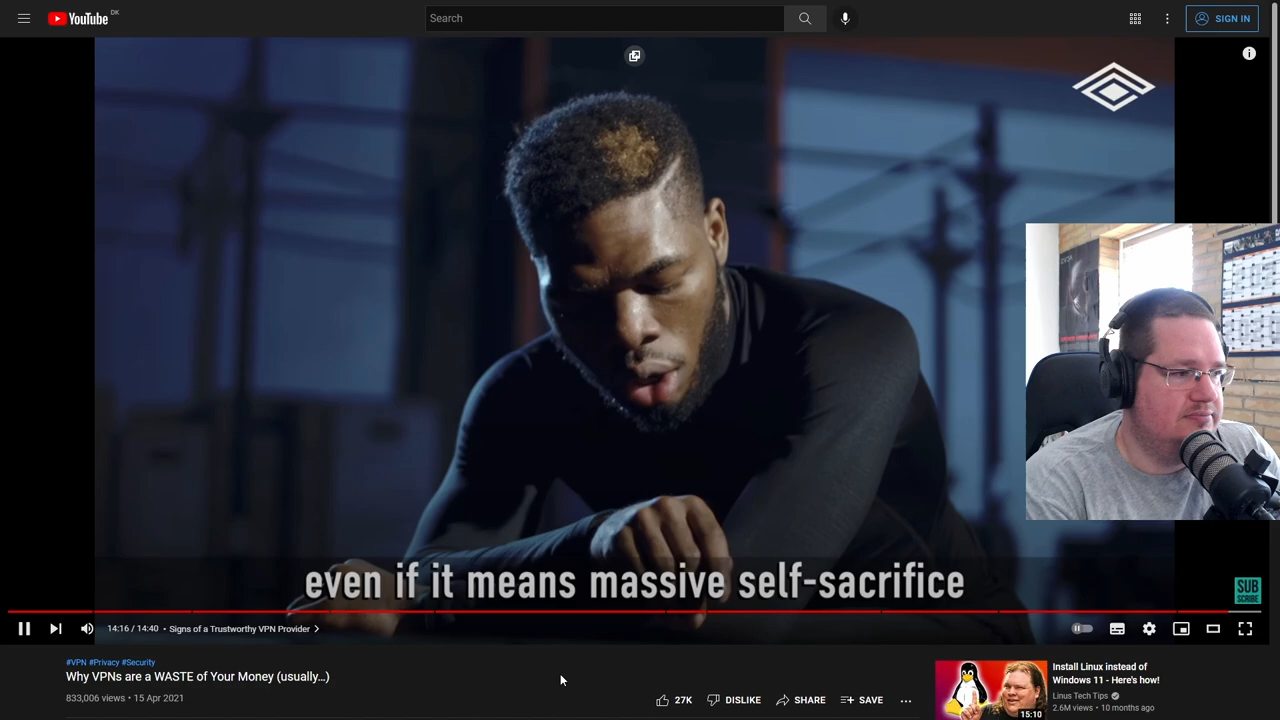 YouTube DK
Search
SIGN IN
even if it means massive self-sacrifice
SUB
SCRIBE
14:16 / 14:40 • Signs of a Trustworthy VPN Provider
#VPN #Privacy #Security
Why VPNs are a WASTE of Your Money (usually…)
833,006 views • 15 Apr 2021
27K
DISLIKE
SHARE
SAVE
15:10
Install Linux instead of
Windows 11 - Here's how!
Linus Tech Tips
2.6M views • 10 months ago